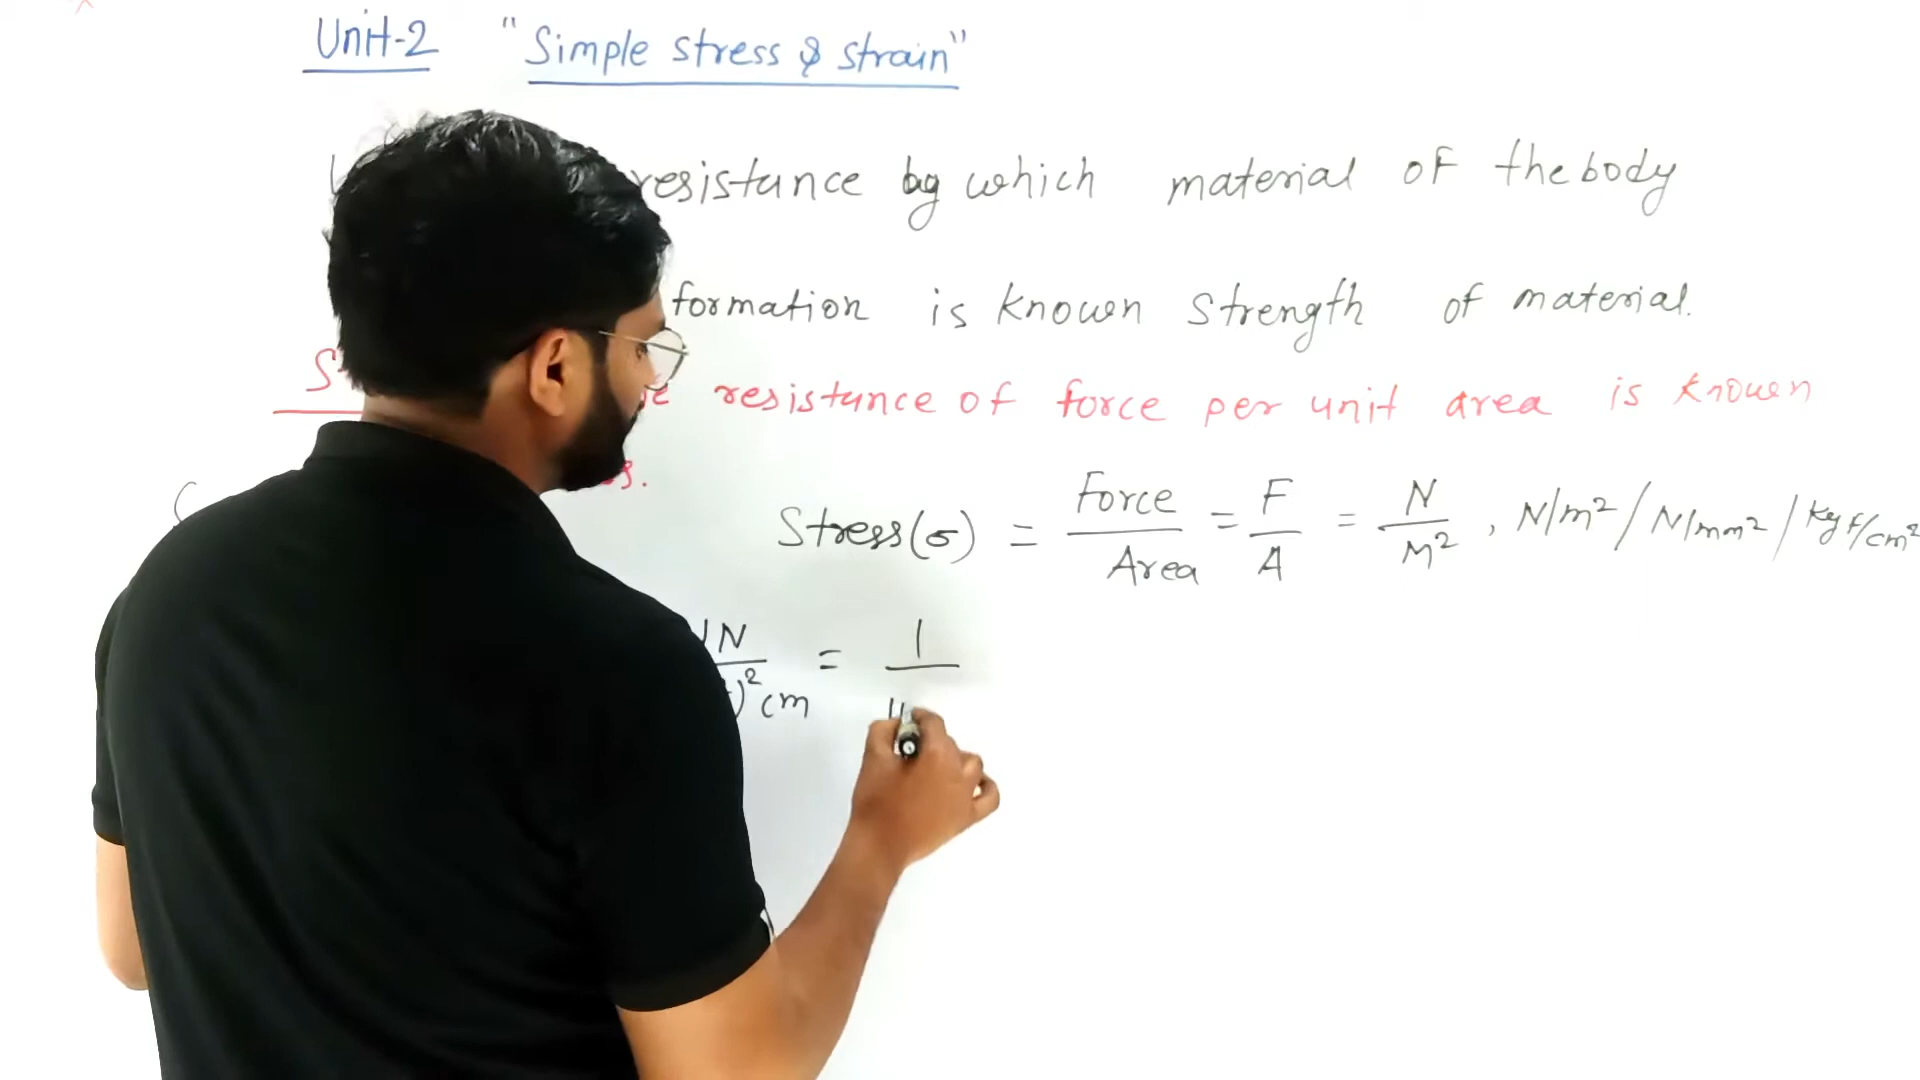 Unit-2 "Simple stress & strain"
resistance by which material of the body
formation is known strength of material.
resistance of force per unit area is known
Stress(σ) = Force/Area = F/A = N/M², N/m² / N/mm² / kgf/cm²
N/)² cm = 1/